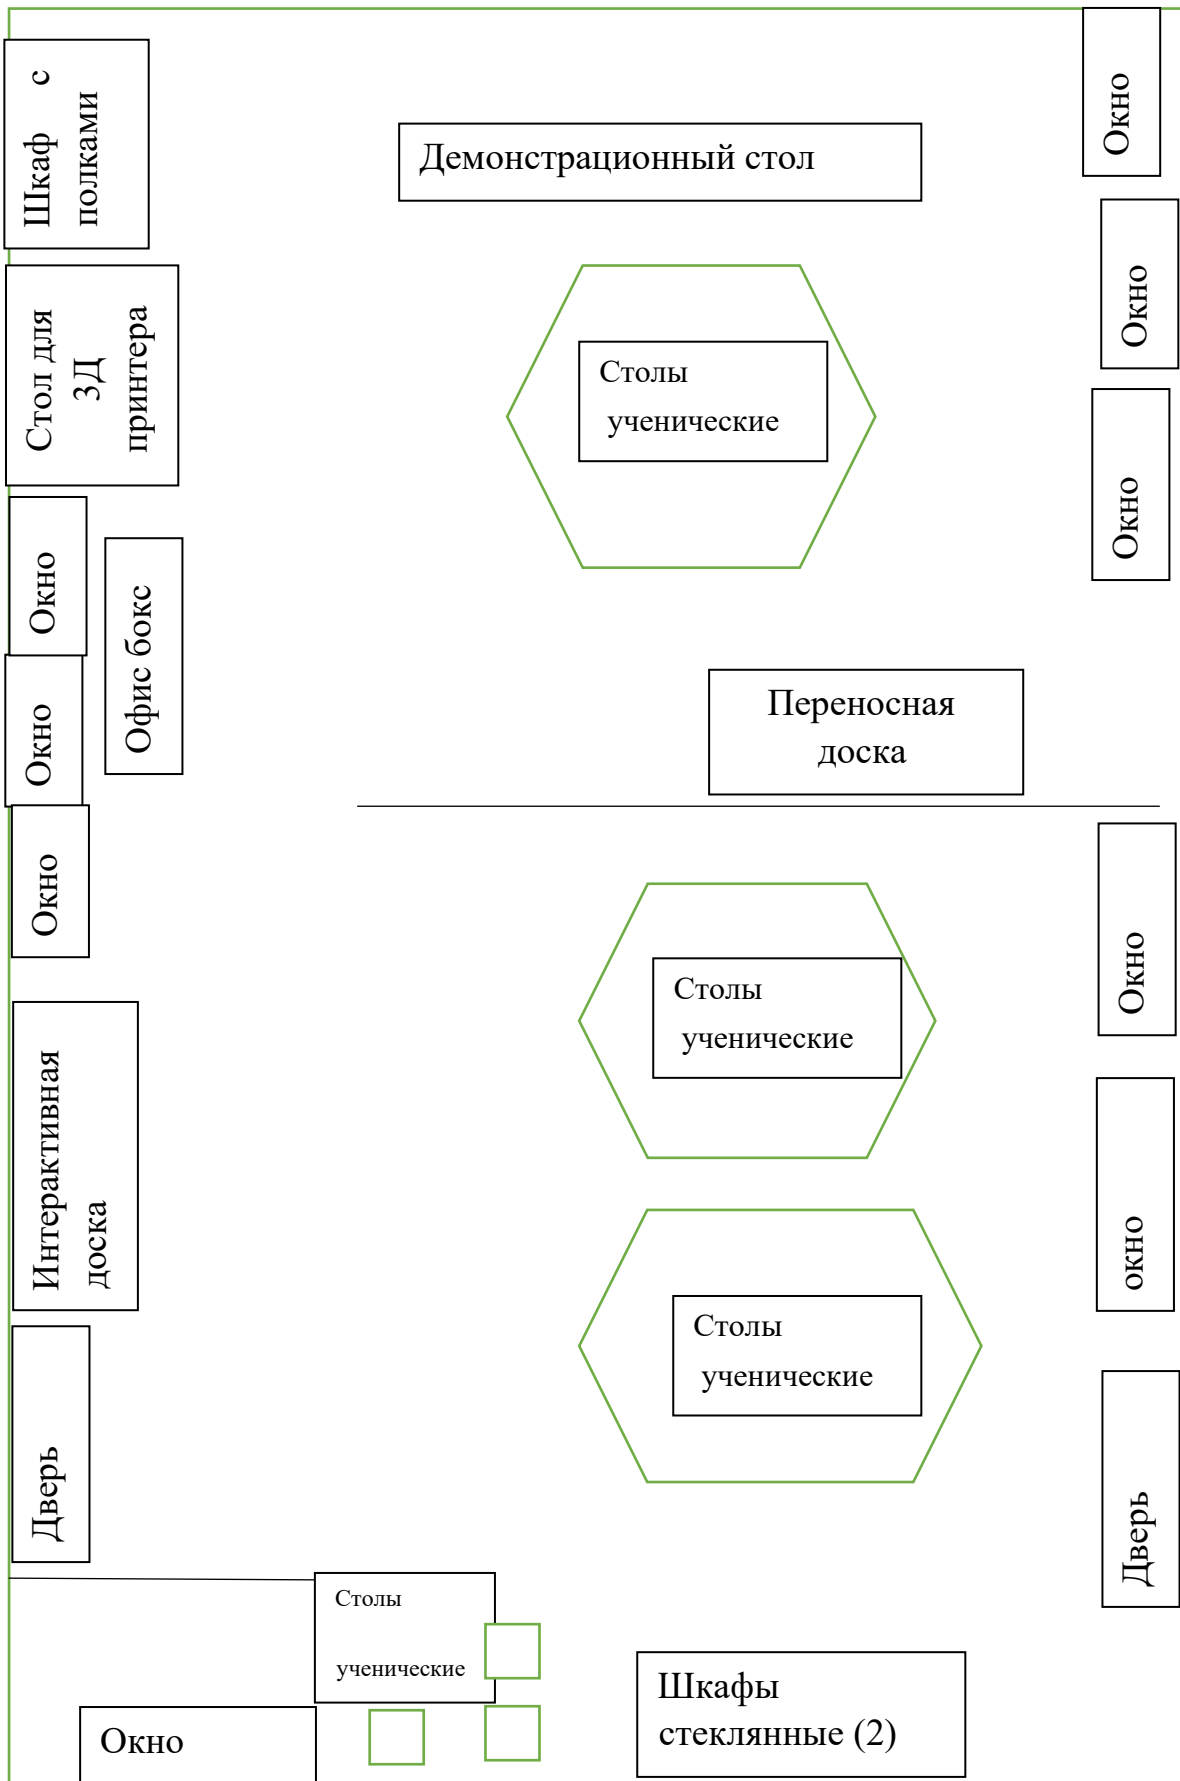 Шкаф с
полками
Демонстрационный стол
Окно
Окно
Стол для
3Д
принтера
Столы
ученические
Окно
Окно
Офис бокс
Окно
Переносная
доска
Окно
Окно
Столы
ученические
Интерактивная
доска
окно
Столы
ученические
Дверь
Дверь
Столы
ученические
Шкафы
стеклянные (2)
Окно